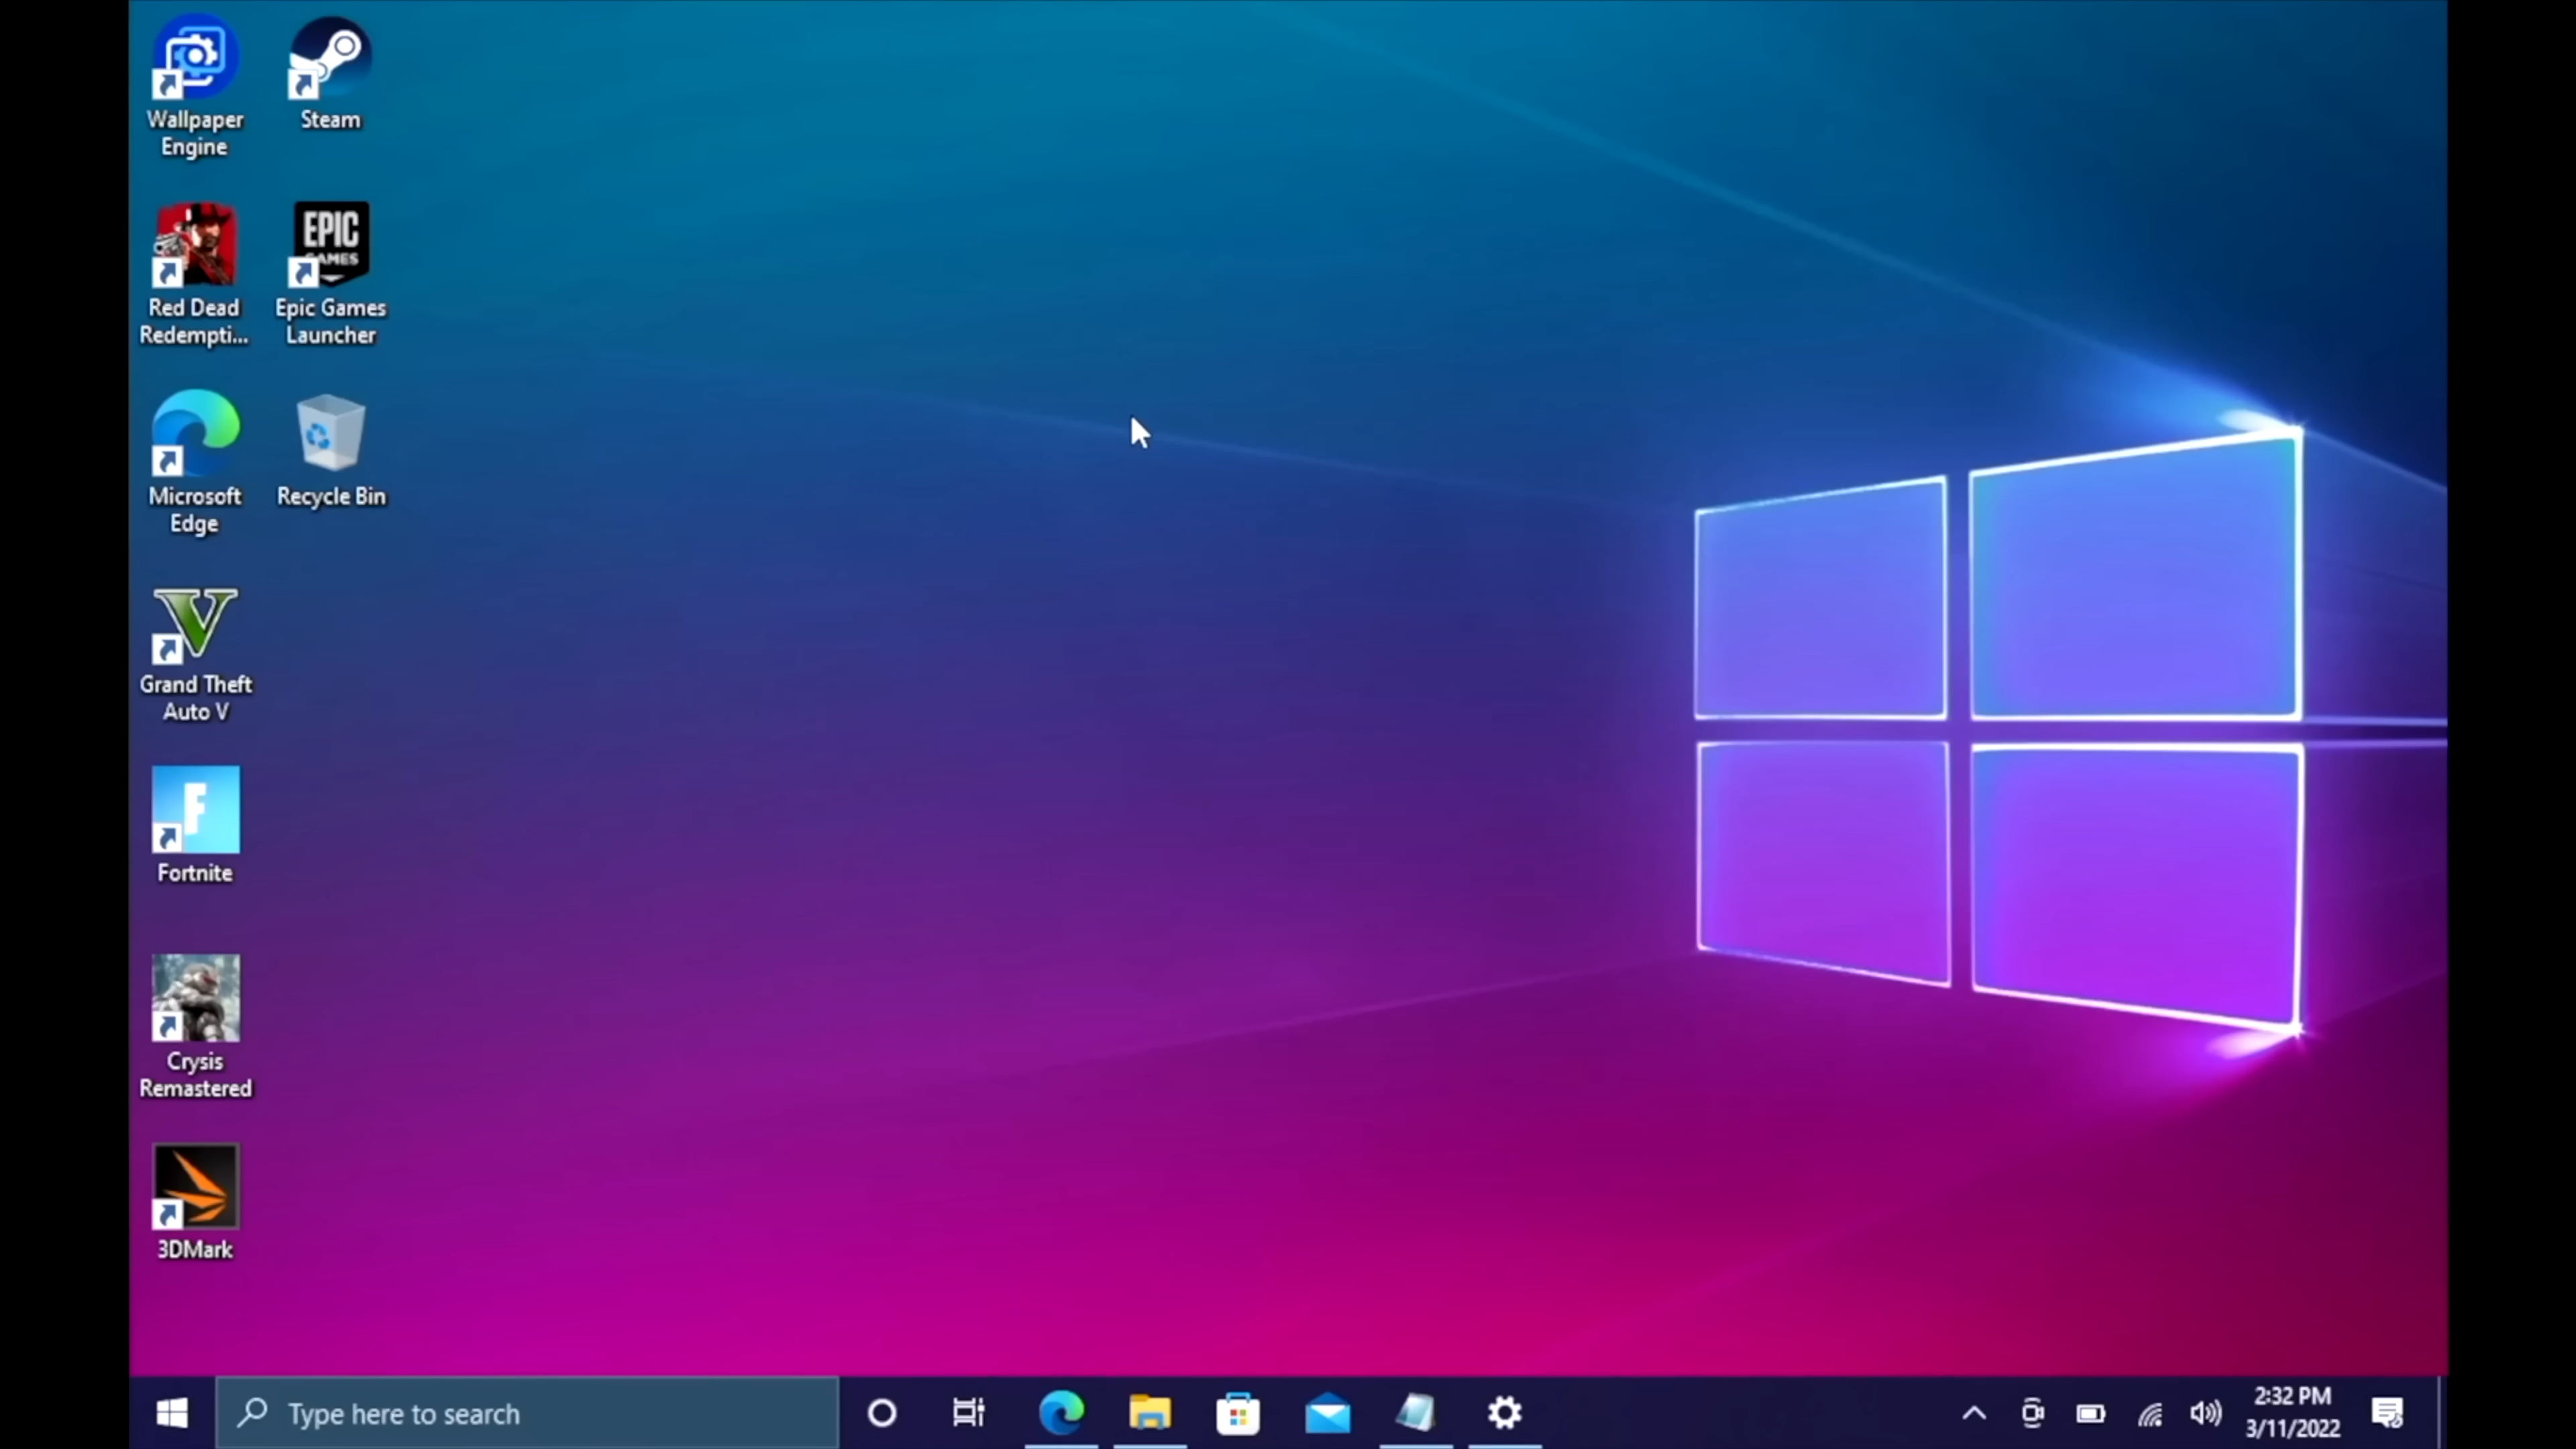 Wallpaper
Engine
Steam
Red Dead
Redempti...
EPIC
GAMES
Epic Games
Launcher
Microsoft
Edge
Recycle Bin
V
Grand Theft
Auto V
F
Fortnite
Crysis
Remastered
3DMark
Type here to search
2:32 PM
3/11/2022